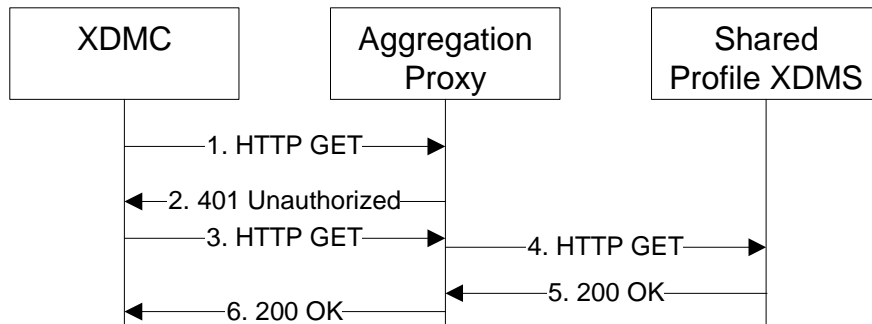 XDMC
Aggregation
Proxy
Shared
Profile XDMS
1. HTTP GET
2. 401 Unauthorized
3. HTTP GET
4. HTTP GET
5. 200 OK
6. 200 OK